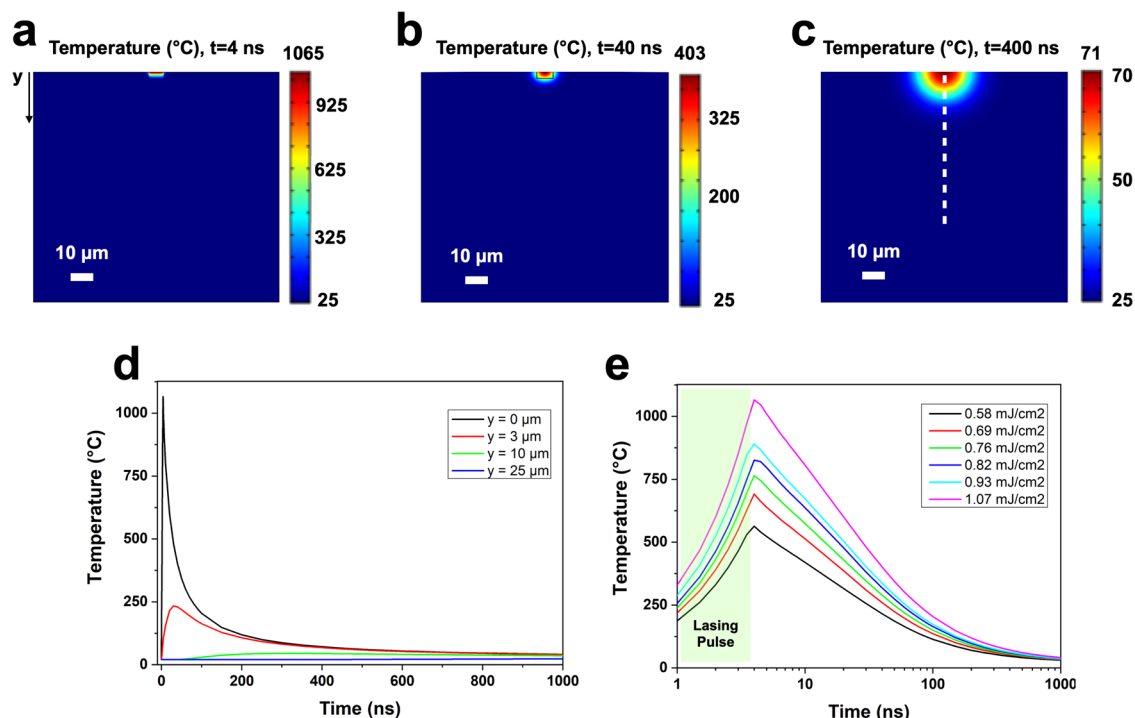 a
Temperature (°C), t=4 ns
1065
y
925
625
325
25
10 µm
b
Temperature (°C), t=40 ns
403
325
200
25
10 µm
c
Temperature (°C), t=400 ns
71
70
50
25
10 µm
d
Temperature (°C)
1000
750
500
250
0
0
200
400
600
800
1000
Time (ns)
y = 0 µm
y = 3 µm
y = 10 µm
y = 25 µm
e
Temperature (°C)
1000
750
500
250
0
1
10
100
1000
Time (ns)
Lasing
Pulse
0.58 mJ/cm2
0.69 mJ/cm2
0.76 mJ/cm2
0.82 mJ/cm2
0.93 mJ/cm2
1.07 mJ/cm2